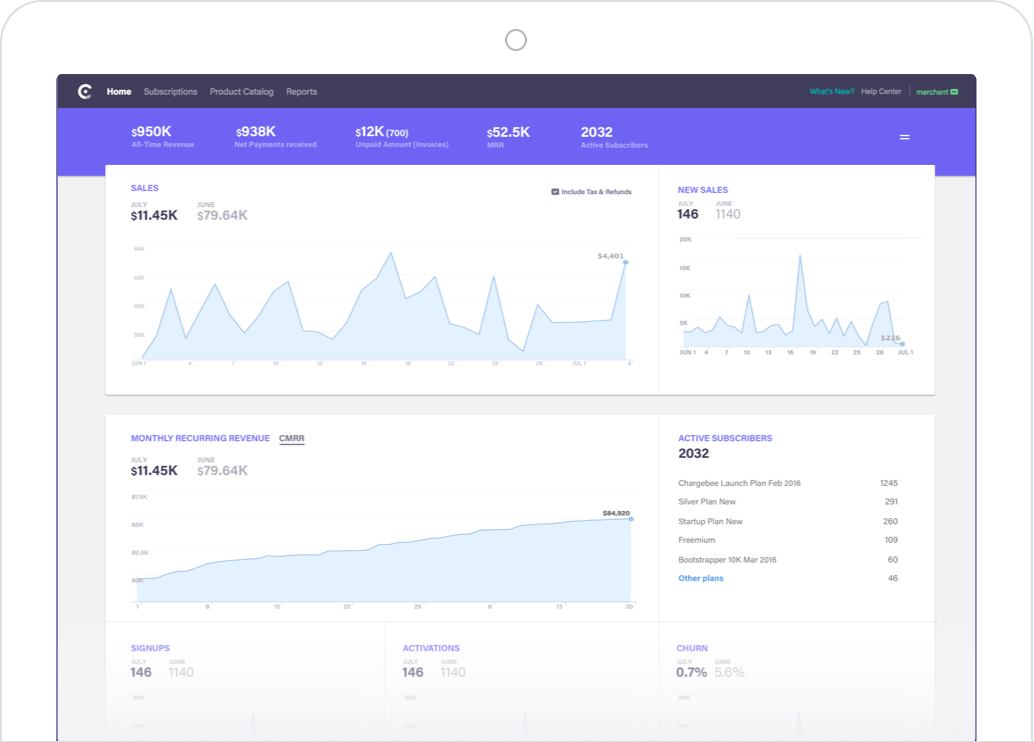 Home Subscriptions Product Catalog Reports What's New? Help Center merchant
$950K $938K $12K (700) $52.5K 2032
All-Time Revenue Net Payments received Unpaid Amount (Invoices) MRR Active Subscribers
SALES
Include Tax & Refunds
JULY JUNE
$11.45K $79.64K
$4,401
64K
62K
60K
58K
JUN 1 4 7 10 13 16 19 22 25 28 JUL 1 4
NEW SALES
JULY JUNE
146 1140
20K
15K
10K
5K
$226
JUN 1 4 7 10 13 16 19 22 25 28 JUL 1
MONTHLY RECURRING REVENUE CMRR
JULY JUNE
$11.45K $79.64K
87.5K
85K
82.5K
80K
$84,920
1 8 15 22 29 6 13 20
ACTIVE SUBSCRIBERS
2032
Chargebee Launch Plan Feb 2016 1245
Silver Plan New 291
Startup Plan New 260
Freemium 109
Bootstrapper 10K Mar 2016 60
Other plans 46
SIGNUPS
JULY JUNE
146 1140
20K
ACTIVATIONS
JULY JUNE
146 1140
20K
CHURN
JULY JUNE
0.7% 5.6%
20K